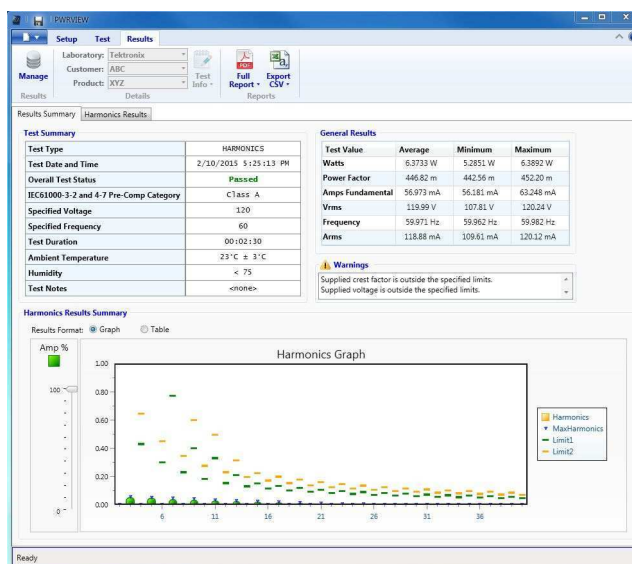 PWRVIEW
Setup Test Results
Manage
Laboratory: Tektronix
Customer: ABC
Product: XYZ
Test Info
PDF
Full Report
Export CSV
Results Details Reports
Results Summary Harmonics Results
Test Summary
Test Type HARMONICS
Test Date and Time 2/10/2015 5:25:13 PM
Overall Test Status Passed
IEC61000-3-2 and 4-7 Pre-Comp Category Class A
Specified Voltage 120
Specified Frequency 60
Test Duration 00:02:30
Ambient Temperature 23°C ± 3°C
Humidity < 75
Test Notes <none>
General Results
Test Value Average Minimum Maximum
Watts 6.3733 W 5.2851 W 6.3892 W
Power Factor 446.82 m 442.56 m 452.20 m
Amps Fundamental 56.973 mA 56.181 mA 63.248 mA
Vrms 119.99 V 107.81 V 120.24 V
Frequency 59.971 Hz 59.962 Hz 59.982 Hz
Arms 118.88 mA 109.61 mA 120.12 mA
Warnings
Supplied crest factor is outside the specified limits.
Supplied voltage is outside the specified limits.
Harmonics Results Summary
Results Format: Graph Table
Amp %
100
0
Harmonics Graph
1.00
0.80
0.60
0.40
0.20
0.00
6 11 16 21 26 31 36
Harmonics
MaxHarmonics
Limit1
Limit2
Ready